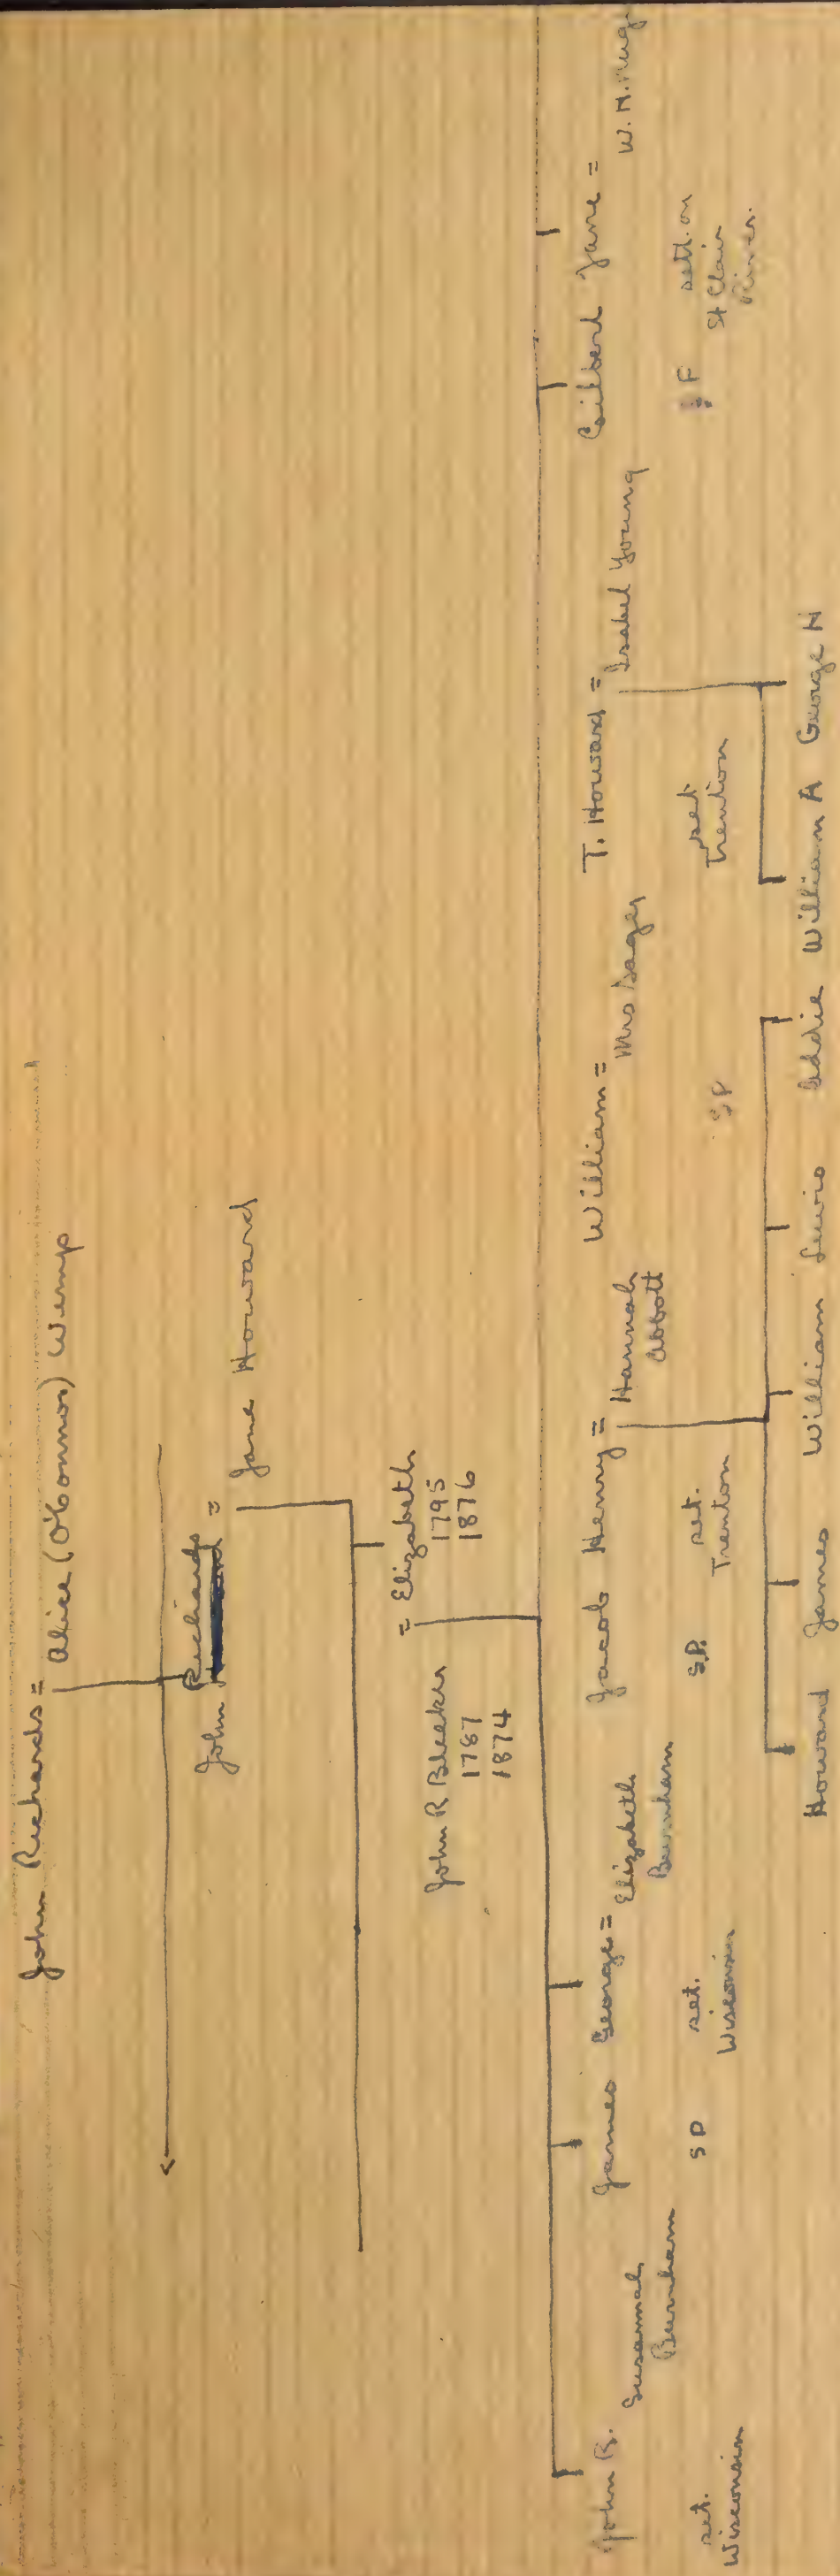 John Richards = Alice (O'Connor) Wemp
Richards
John =
Jane Howard
John R Bleeker = Elizabeth
1787 1795
1874 1876
John R. James George = Jacob Henry = William = T. Howard = Gilbert Jane =
Susannah Burnham
Elizabeth Burnham
Hannah Abbott
Mrs Sager
Isabel Young
W. H.
set. Wisconsin
S P
set. Wisconsin
S.P.
set. Trenton
S P
set Trenton
F
settl. on
St Clair
River.
Howard James William Lewis Addie William A George H